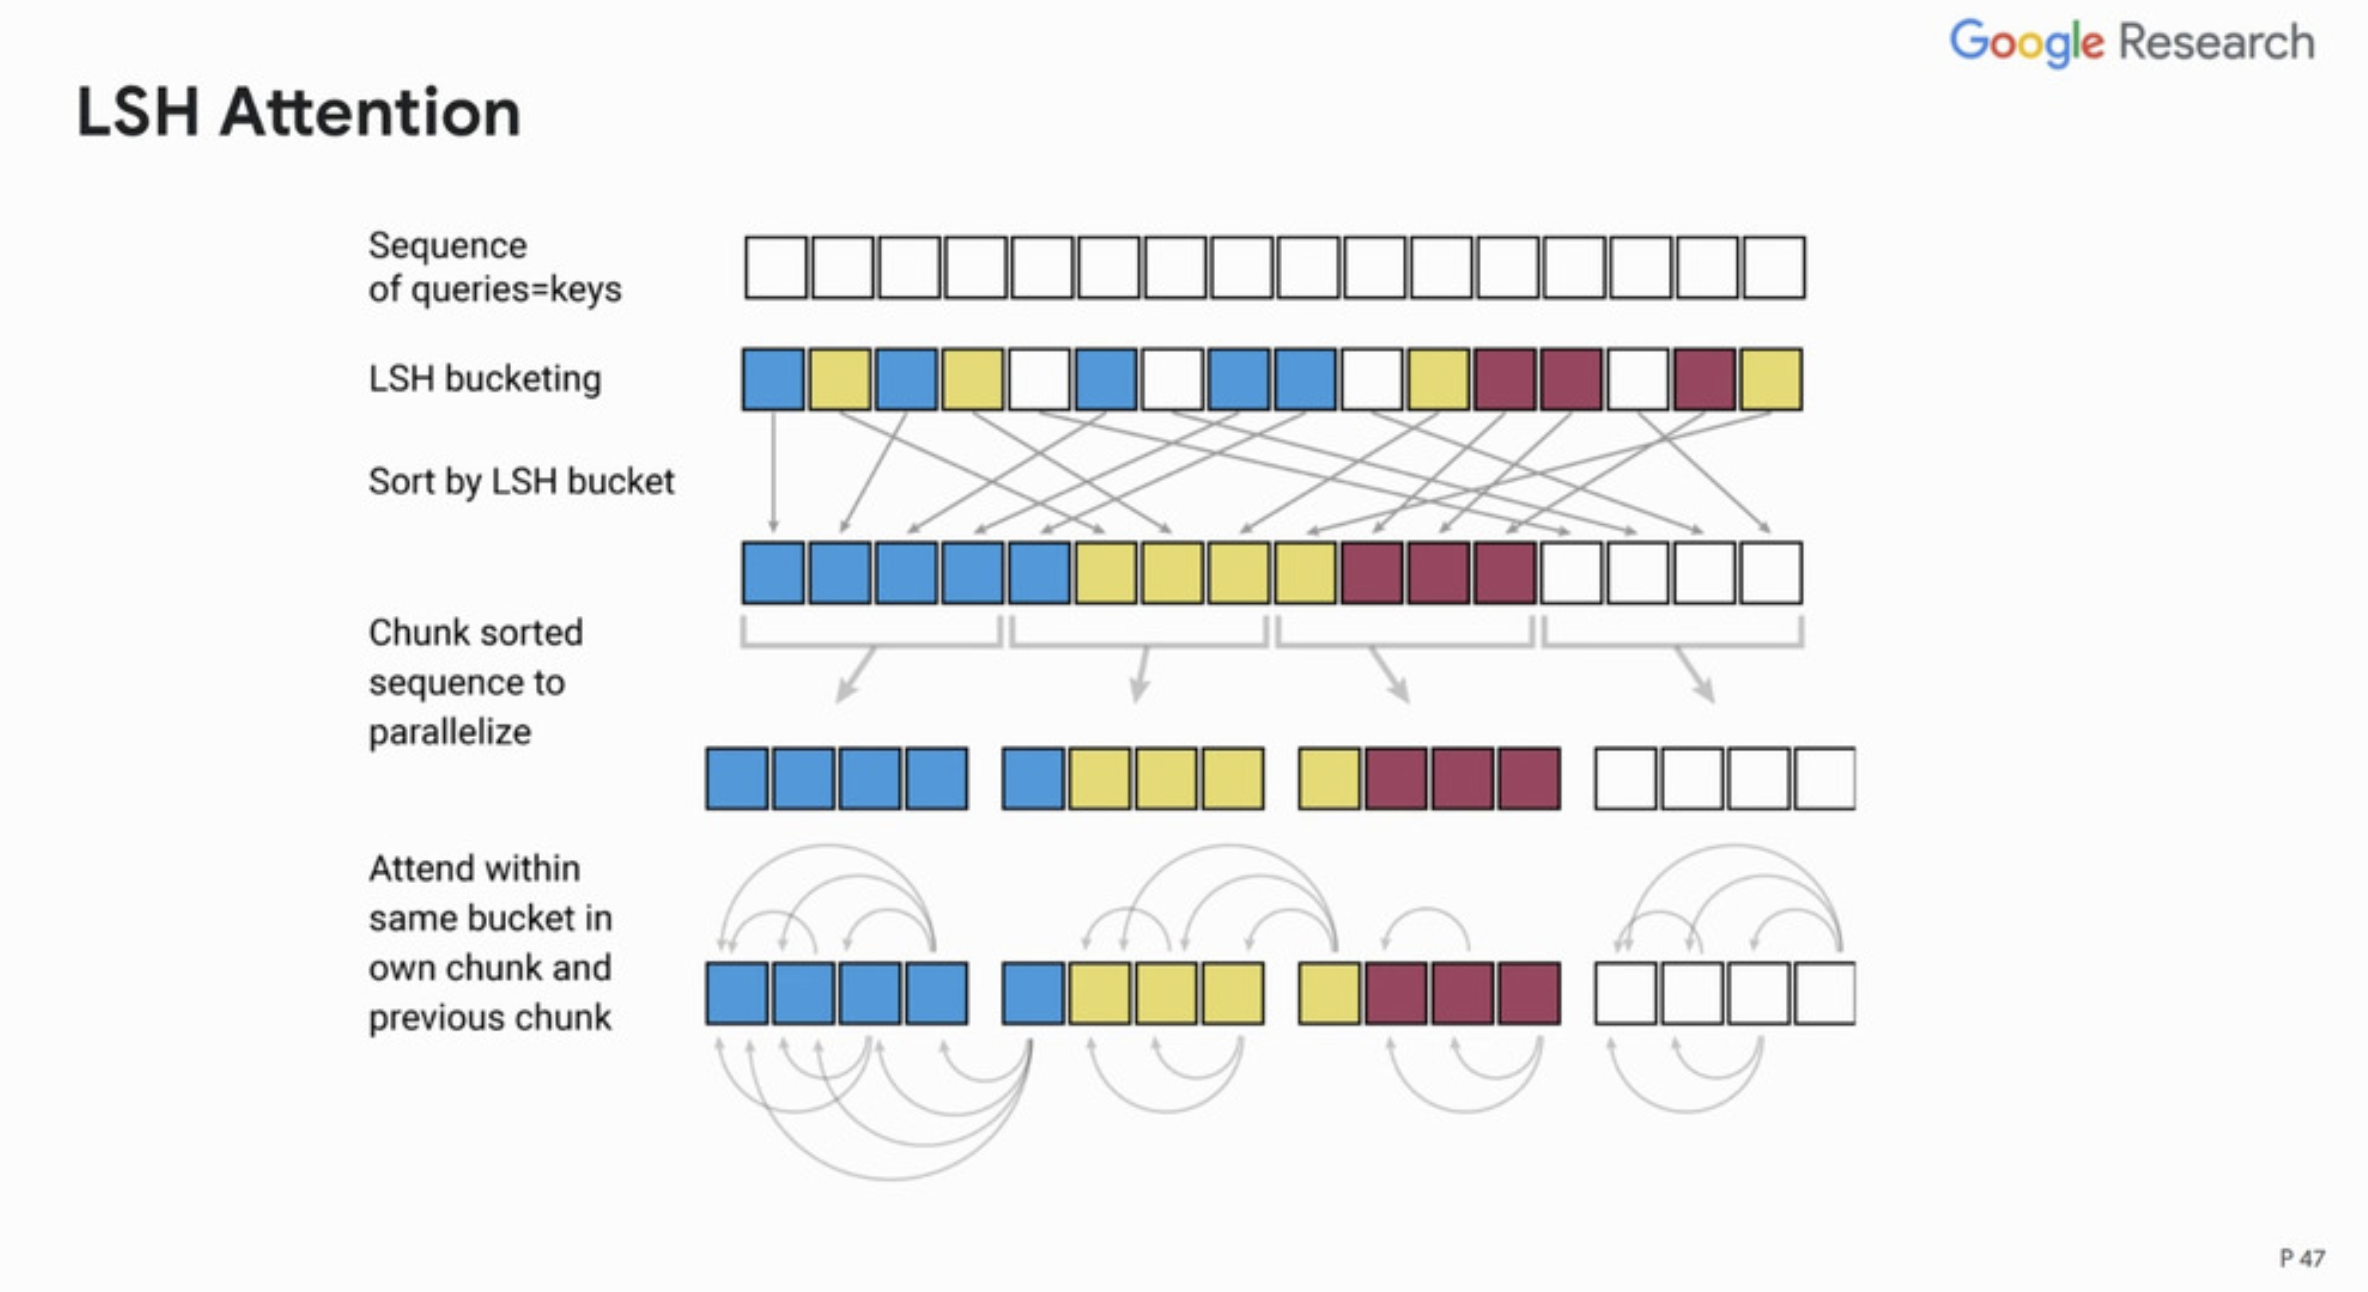 Google Research
LSH Attention
Sequence
of queries=keys
LSH bucketing
Sort by LSH bucket
Chunk sorted
sequence to
parallelize
Attend within
same bucket in
own chunk and
previous chunk
P 47